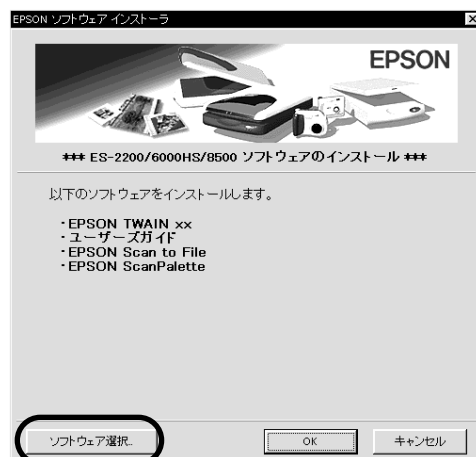 EPSON ソフトウェア インストーラ
EPSON
*** ES-2200/6000HS/8500 ソフトウェアのインストール ***
以下のソフトウェアをインストールします。
・EPSON TWAIN xx
・ユーザーズガイド
・EPSON Scan to File
・EPSON ScanPalette
ソフトウェア選択..
OK
キャンセル